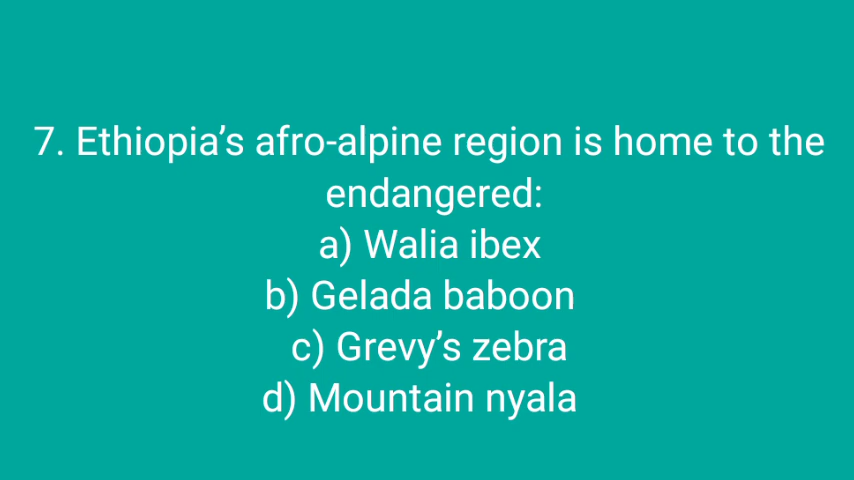 7. Ethiopia’s afro-alpine region is home to the
endangered:
a) Walia ibex
b) Gelada baboon
c) Grevy’s zebra
d) Mountain nyala